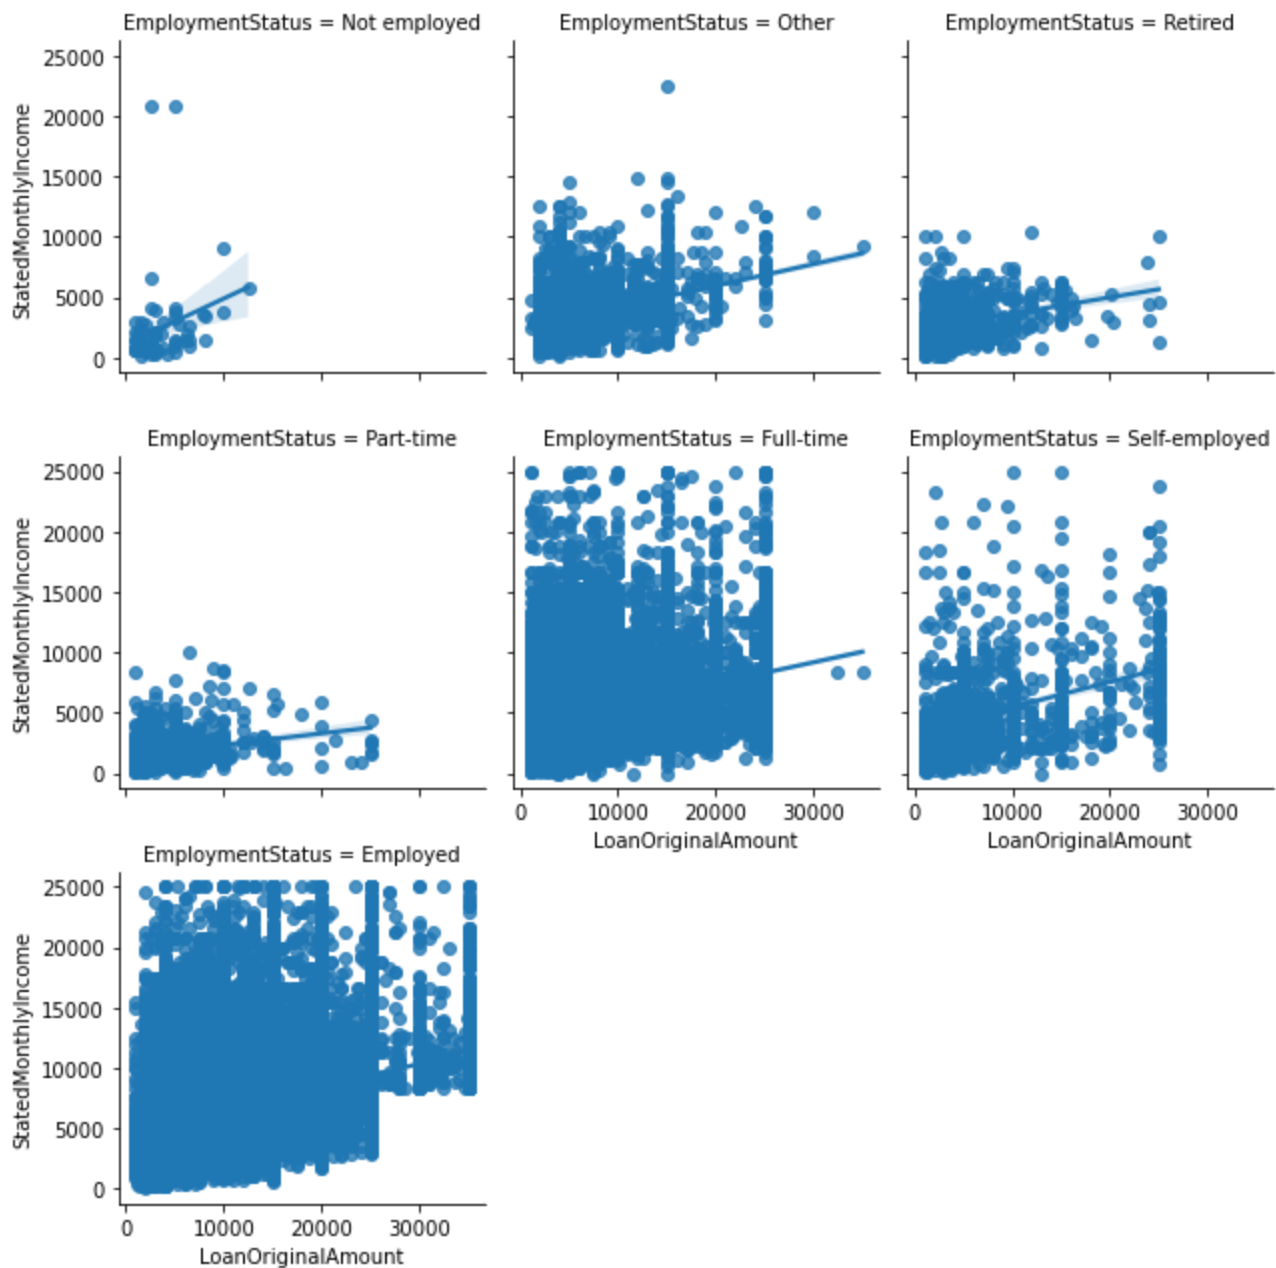 EmploymentStatus = Not employed
EmploymentStatus = Other
EmploymentStatus = Retired
25000
20000
15000
10000
5000
0
StatedMonthlyIncome
EmploymentStatus = Part-time
EmploymentStatus = Full-time
EmploymentStatus = Self-employed
25000
20000
15000
10000
5000
0
StatedMonthlyIncome
0 10000 20000 30000
LoanOriginalAmount
0 10000 20000 30000
LoanOriginalAmount
EmploymentStatus = Employed
25000
20000
15000
10000
5000
0
StatedMonthlyIncome
0 10000 20000 30000
LoanOriginalAmount